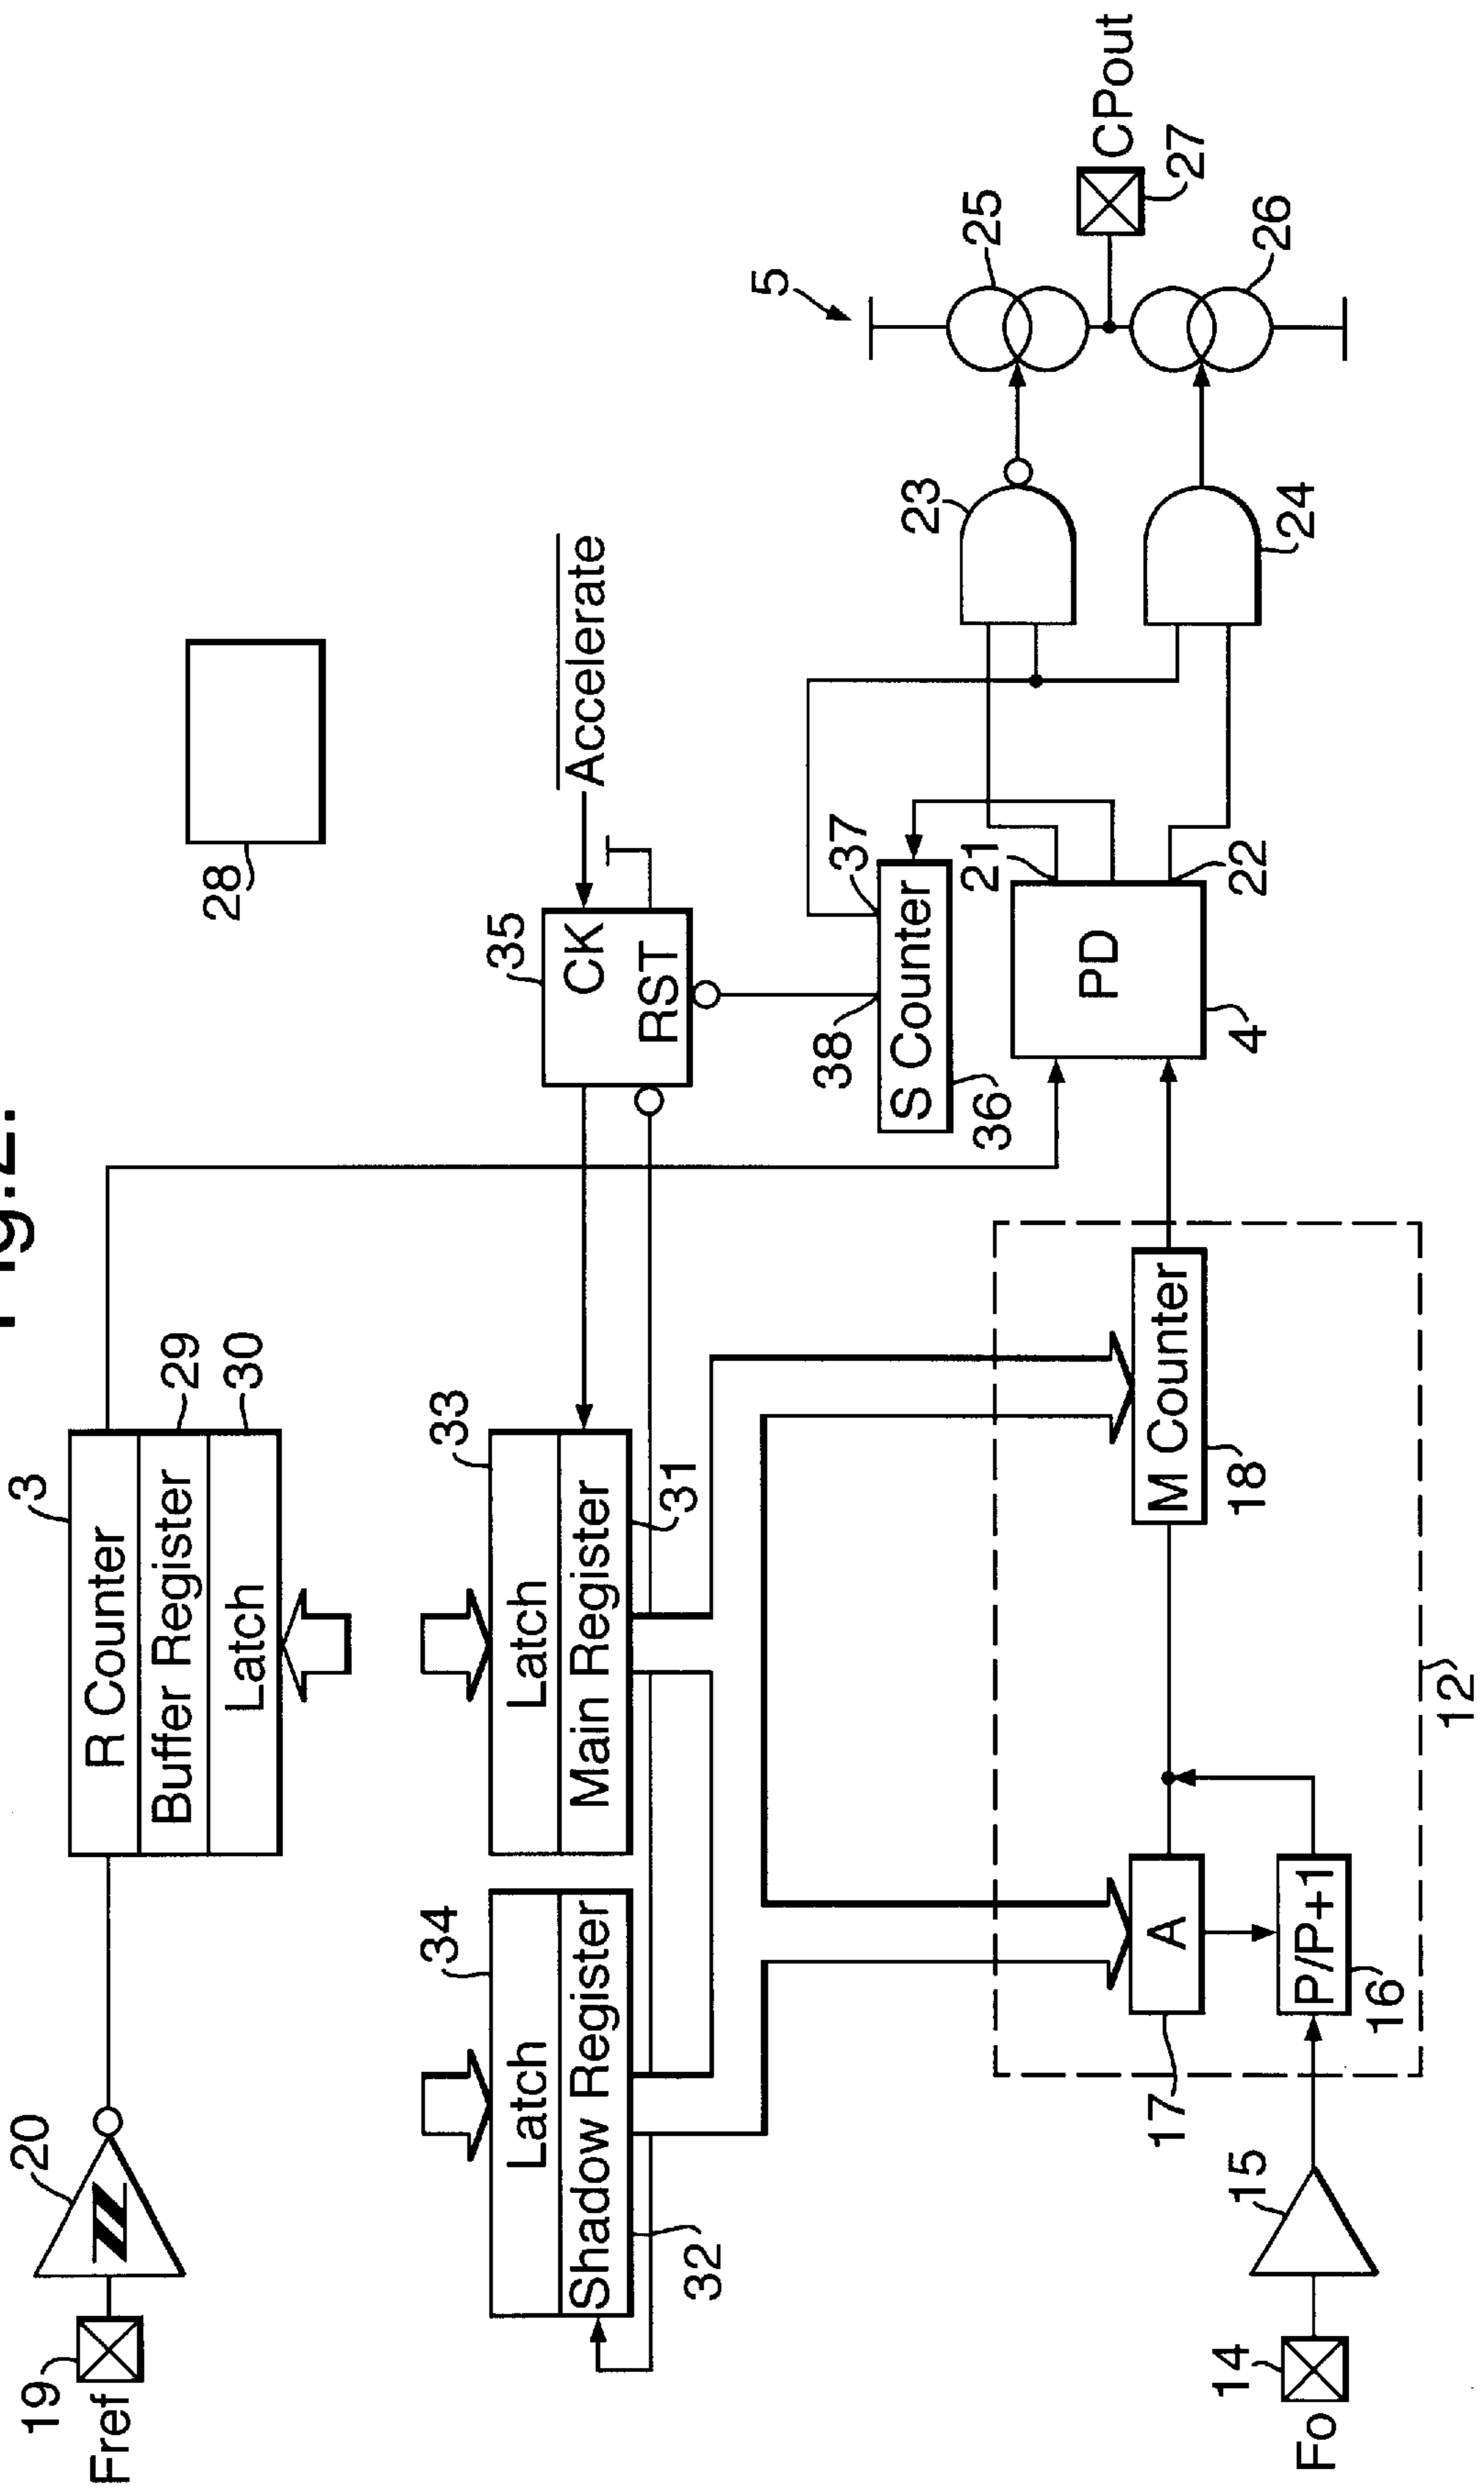 Fig.2.
19
Fref
20
3
R Counter
Buffer Register
29
Latch
30
28
34
Latch
Shadow Register
32
33
Latch
Main Register
31
35
CK
RST
Accelerate
38
37
S Counter
36
21
PD
22
4
23
24
5
25
26
CPout
27
14
Fo
15
17
A
P/P+1
16
M Counter
18
12